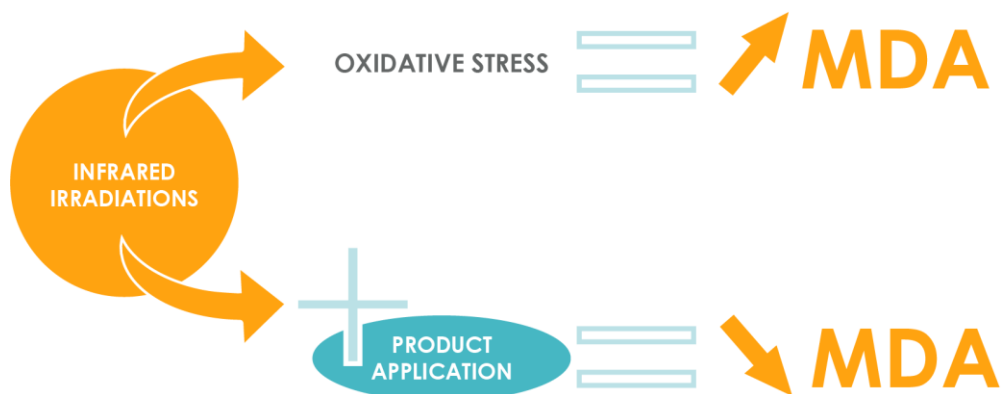 OXIDATIVE STRESS
MDA
INFRARED
IRRADIATIONS
PRODUCT
APPLICATION
MDA